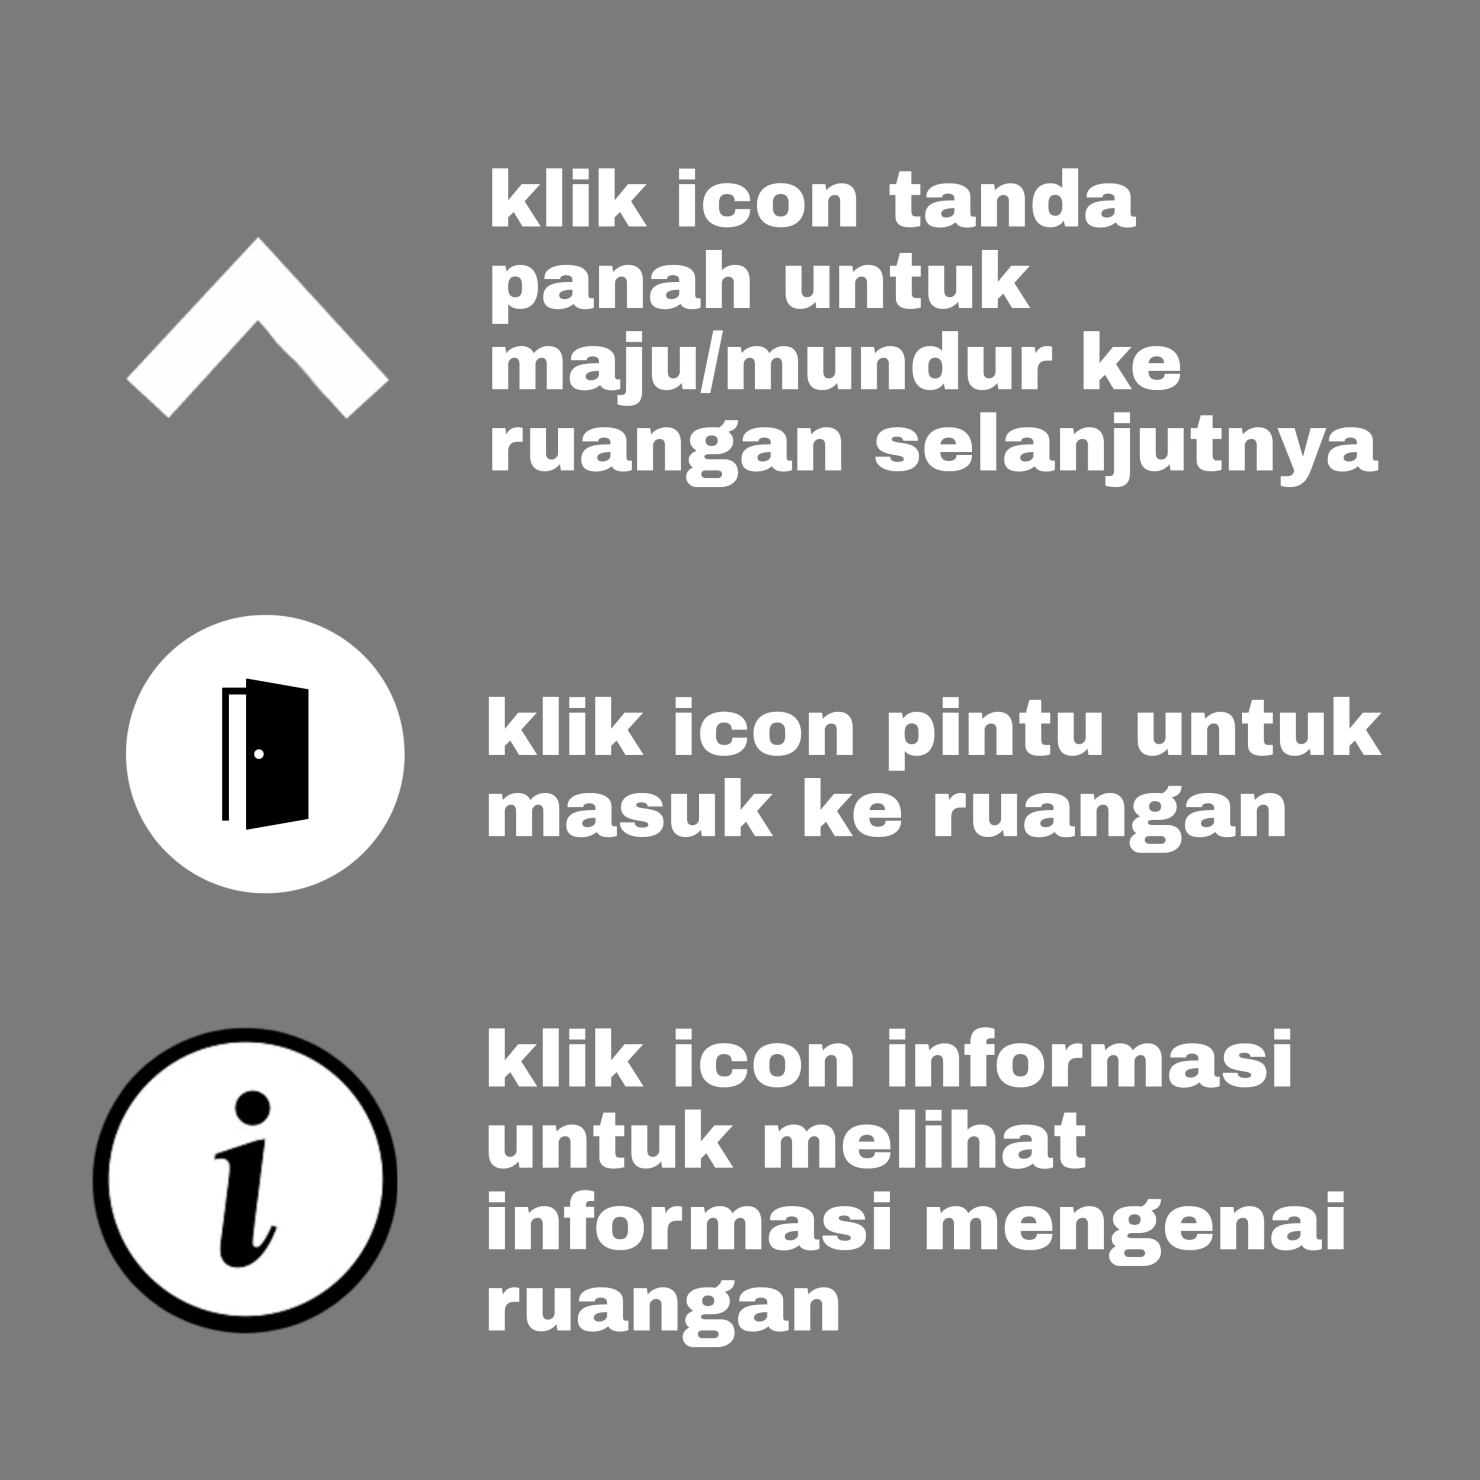 klik icon tanda
panah untuk
maju/mundur ke
ruangan selanjutnya
klik icon pintu untuk
masuk ke ruangan
i
klik icon informasi
untuk melihat
informasi mengenai
ruangan